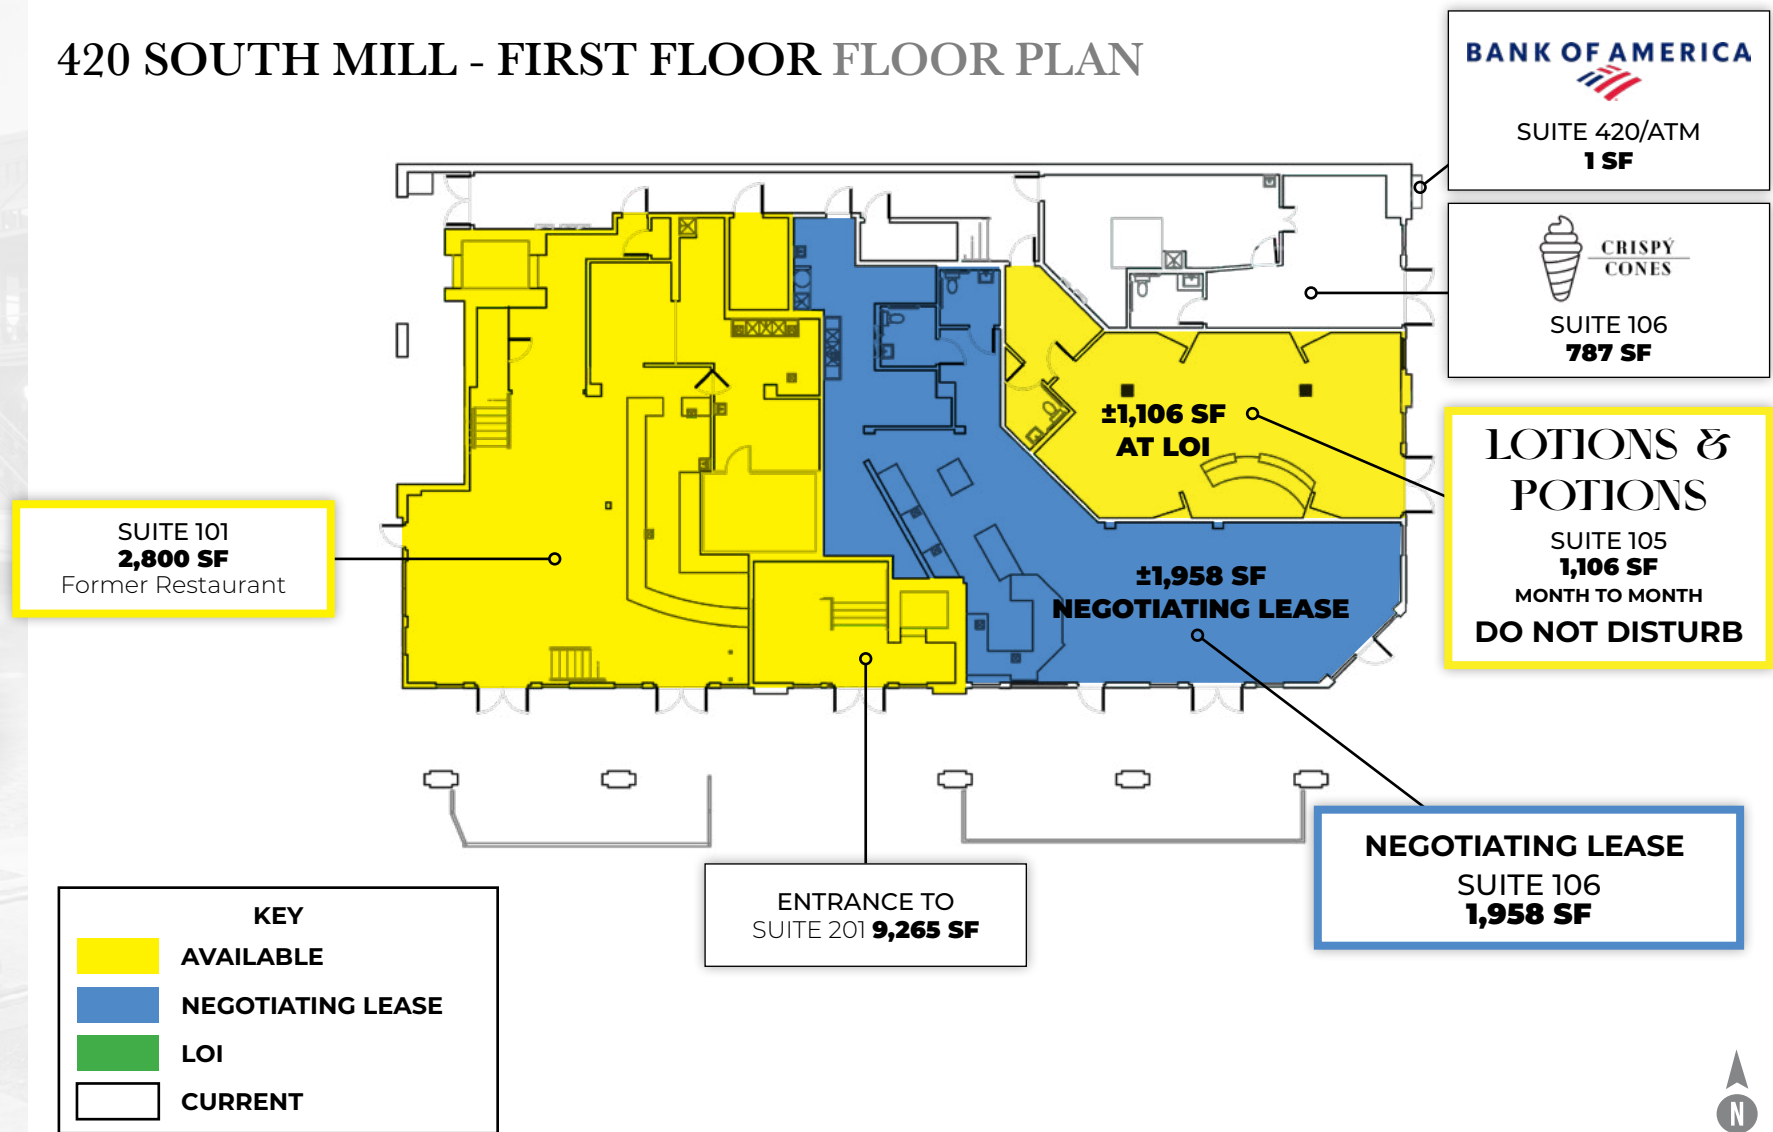 420 SOUTH MILL - FIRST FLOOR FLOOR PLAN
BANK OF AMERICA
SUITE 420/ATM
1 SF
CRISPY
CONES
SUITE 106
787 SF
±1,106 SF
AT LOI
LOTIONS &
POTIONS
SUITE 105
1,106 SF
MONTH TO MONTH
DO NOT DISTURB
SUITE 101
2,800 SF
Former Restaurant
±1,958 SF
NEGOTIATING LEASE
NEGOTIATING LEASE
SUITE 106
1,958 SF
ENTRANCE TO
SUITE 201 9,265 SF
KEY
AVAILABLE
NEGOTIATING LEASE
LOI
CURRENT
N